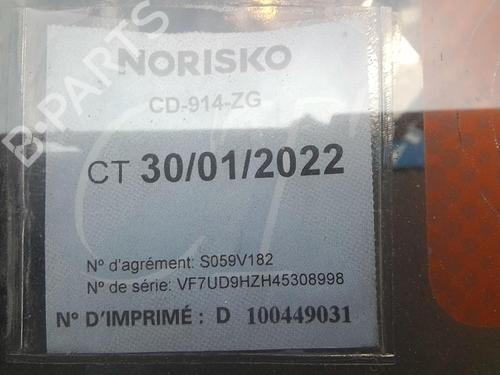 NORISKO
CD-914-ZG
CT 30/01/2022
N° d'agrément: S059V182
N° de série: VF7UD9HZH45308998
N° D'IMPRIMÉ : D 100449031
B-PARTS